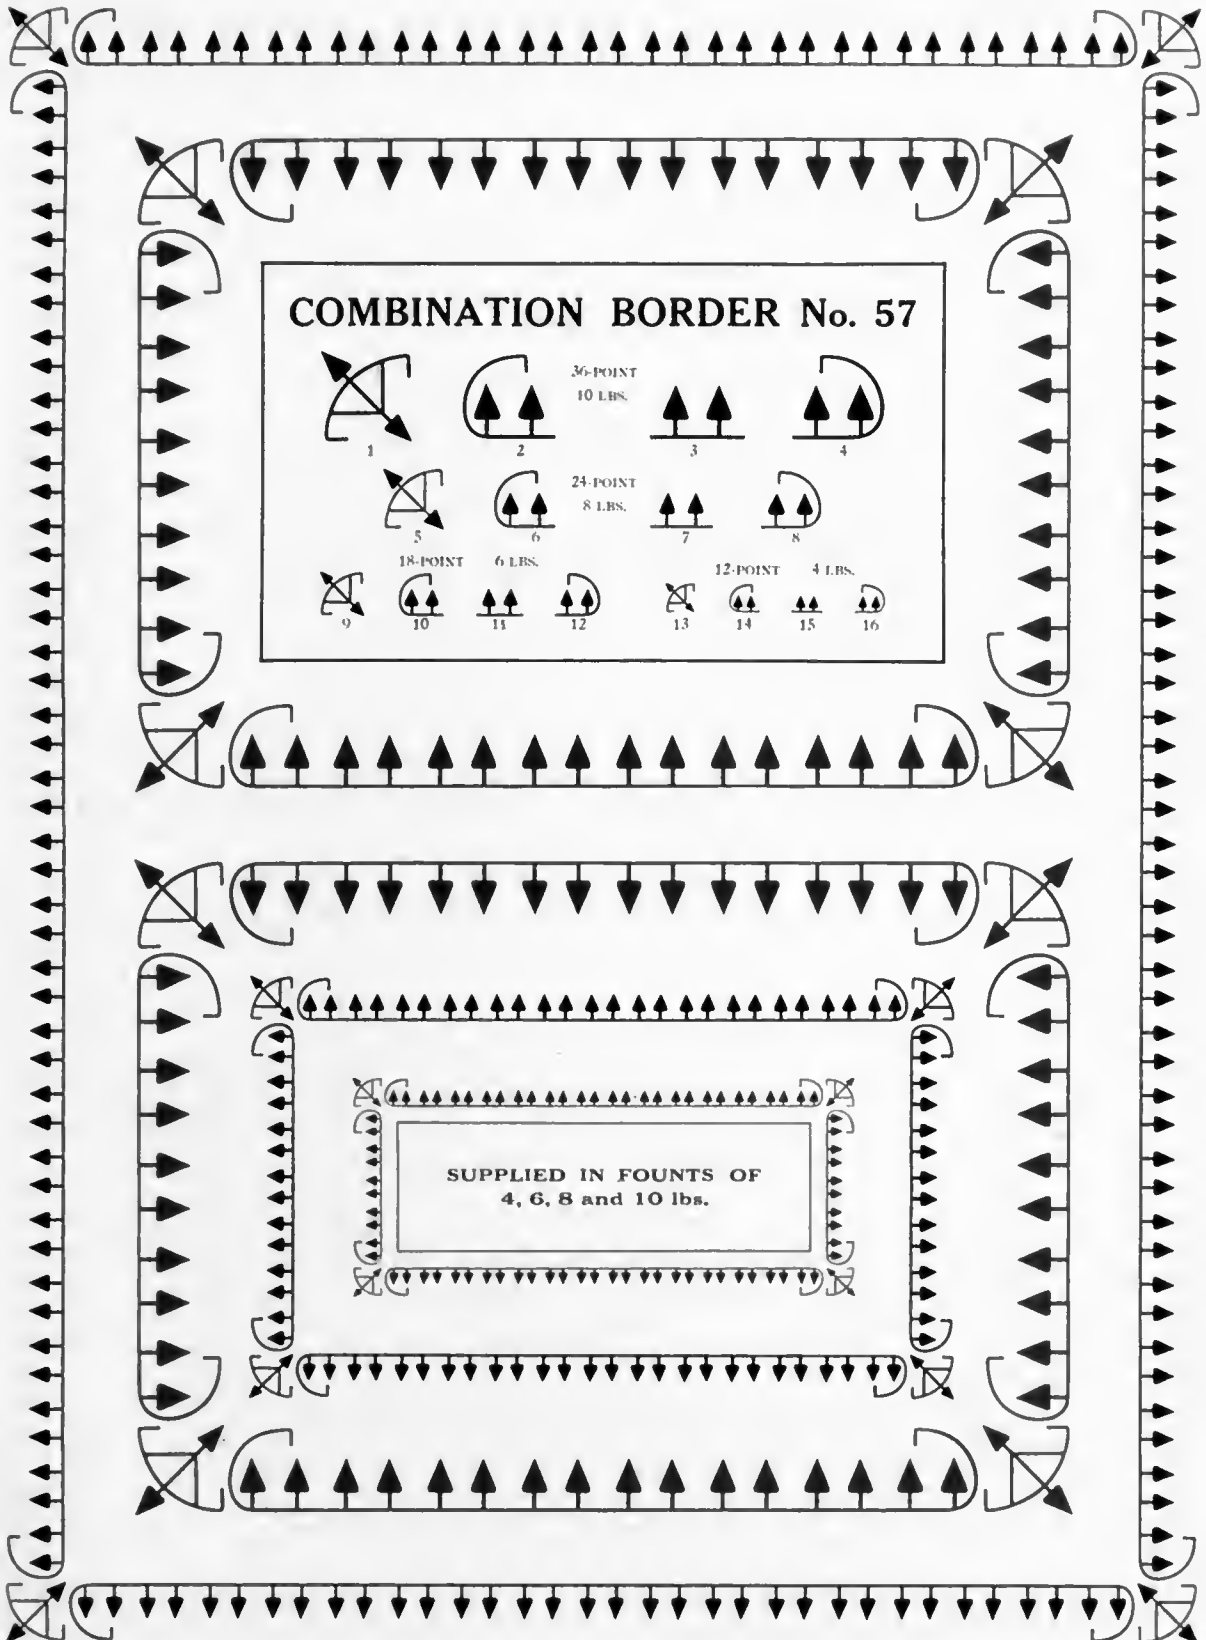 COMBINATION BORDER No. 57
36-POINT
10 LBS.
1 2 3 4
24-POINT
8 LBS.
5 6 7 8
18-POINT 6 LBS. 12-POINT 4 LBS.
9 10 11 12 13 14 15 16
SUPPLIED IN FOUNTS OF
4, 6, 8 and 10 lbs.